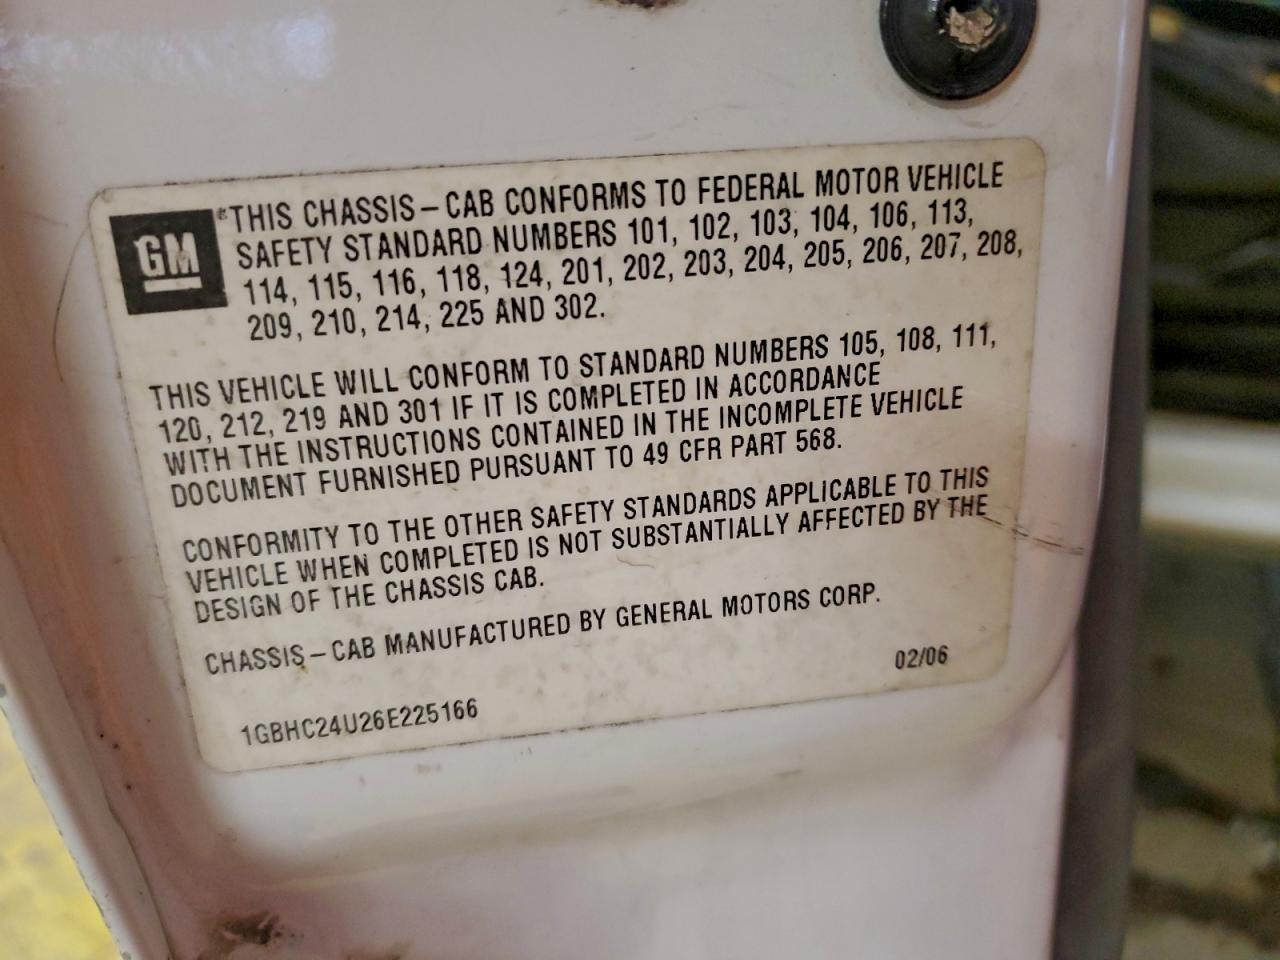 GM
®THIS CHASSIS–CAB CONFORMS TO FEDERAL MOTOR VEHICLE
SAFETY STANDARD NUMBERS 101, 102, 103, 104, 106, 113,
114, 115, 116, 118, 124, 201, 202, 203, 204, 205, 206, 207, 208,
209, 210, 214, 225 AND 302.
THIS VEHICLE WILL CONFORM TO STANDARD NUMBERS 105, 108, 111,
120, 212, 219 AND 301 IF IT IS COMPLETED IN ACCORDANCE
WITH THE INSTRUCTIONS CONTAINED IN THE INCOMPLETE VEHICLE
DOCUMENT FURNISHED PURSUANT TO 49 CFR PART 568.
CONFORMITY TO THE OTHER SAFETY STANDARDS APPLICABLE TO THIS
VEHICLE WHEN COMPLETED IS NOT SUBSTANTIALLY AFFECTED BY THE
DESIGN OF THE CHASSIS CAB.
CHASSIS–CAB MANUFACTURED BY GENERAL MOTORS CORP.
02/06
1GBHC24U26E225166